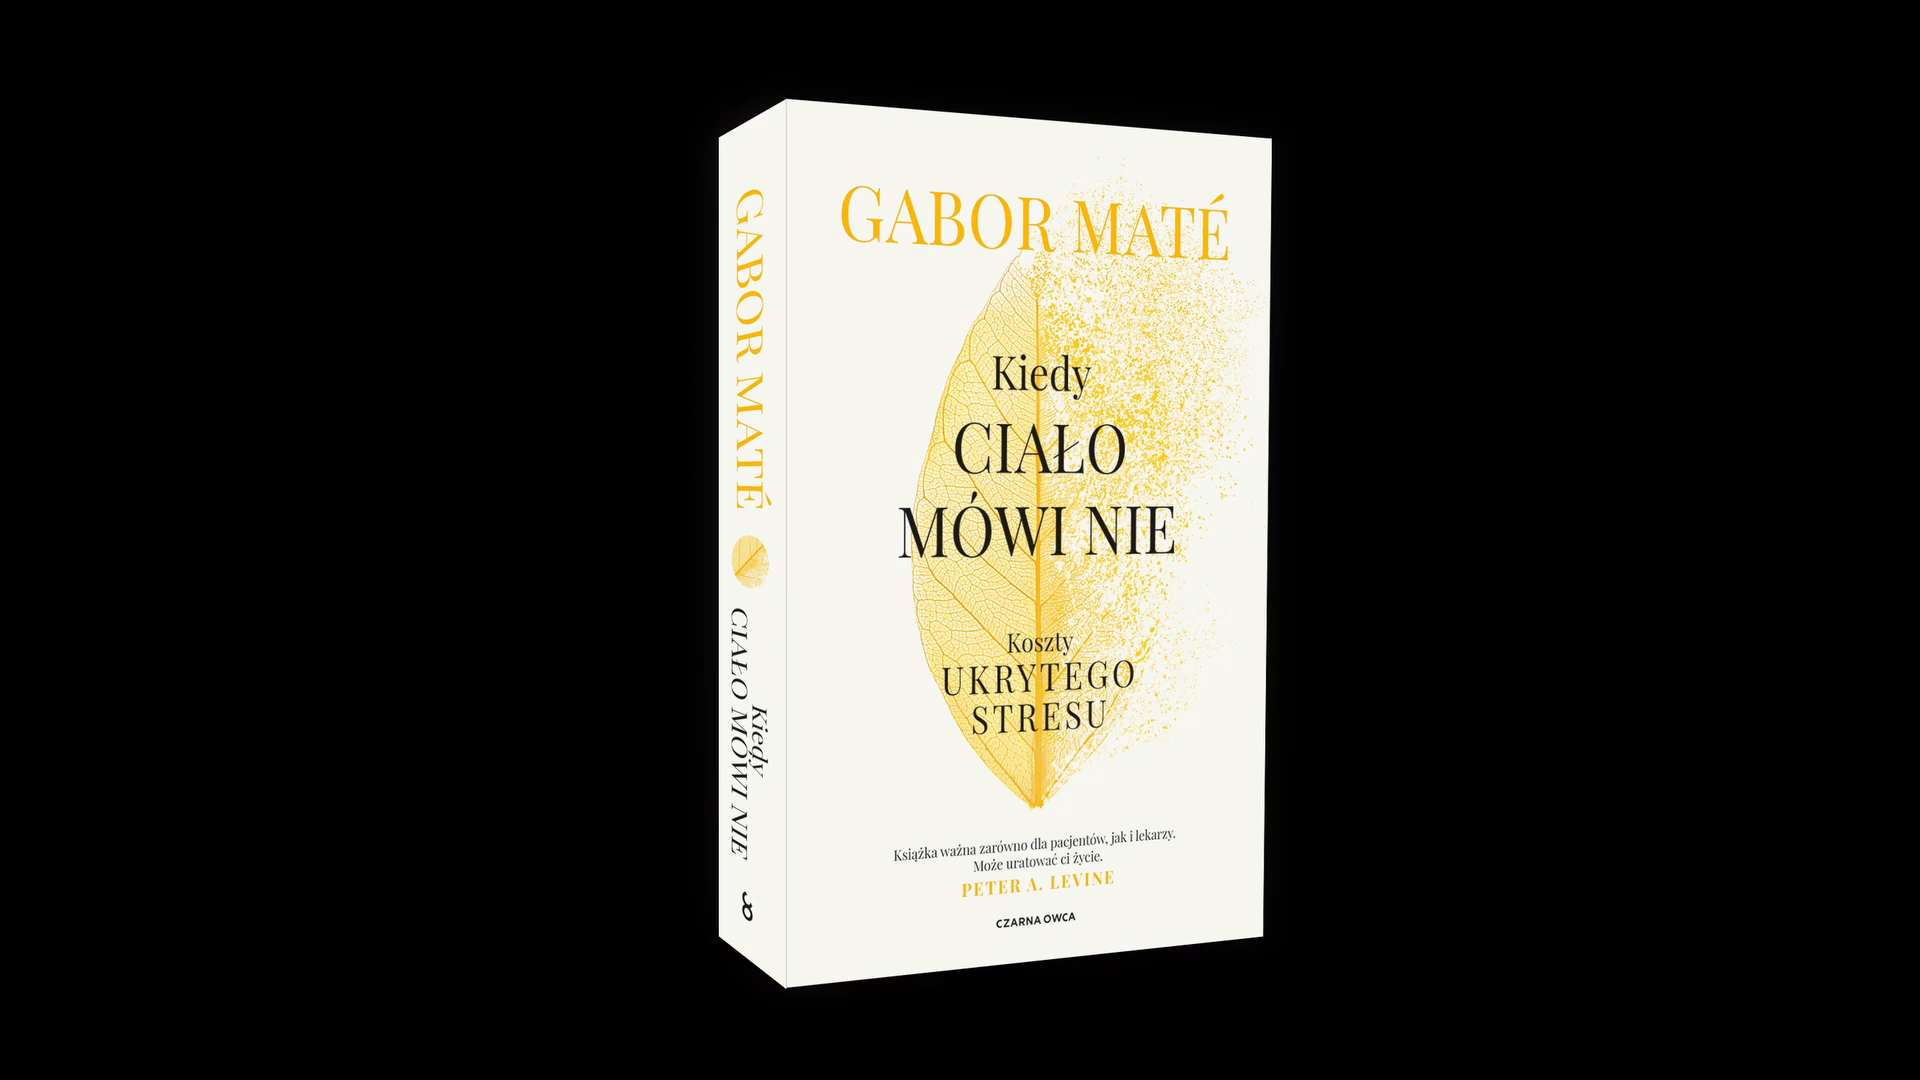 GABOR MATÉ
Kiedy
CIAŁO
MÓWI NIE
Koszty
UKRYTEGO
STRESU
Książka ważna zarówno dla pacjentów, jak i lekarzy.
Może uratować ci życie.
PETER A. LEVINE
CZARNA OWCA
GABOR MATÉ
Kiedy
CIAŁO MÓWI NIE